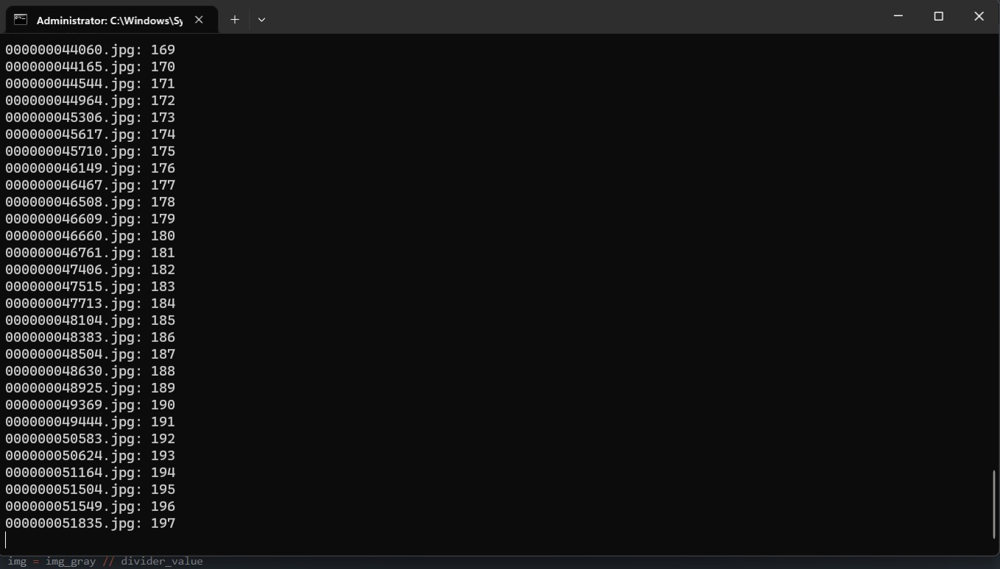 Administrator: C:\Windows\Sy
000000044060.jpg: 169
000000044165.jpg: 170
000000044544.jpg: 171
000000044964.jpg: 172
000000045306.jpg: 173
000000045617.jpg: 174
000000045710.jpg: 175
000000046149.jpg: 176
000000046467.jpg: 177
000000046508.jpg: 178
000000046609.jpg: 179
000000046660.jpg: 180
000000046761.jpg: 181
000000047406.jpg: 182
000000047515.jpg: 183
000000047713.jpg: 184
000000048104.jpg: 185
000000048383.jpg: 186
000000048504.jpg: 187
000000048630.jpg: 188
000000048925.jpg: 189
000000049369.jpg: 190
000000049444.jpg: 191
000000050583.jpg: 192
000000050624.jpg: 193
000000051164.jpg: 194
000000051504.jpg: 195
000000051549.jpg: 196
000000051835.jpg: 197
img = img_gray // divider_value